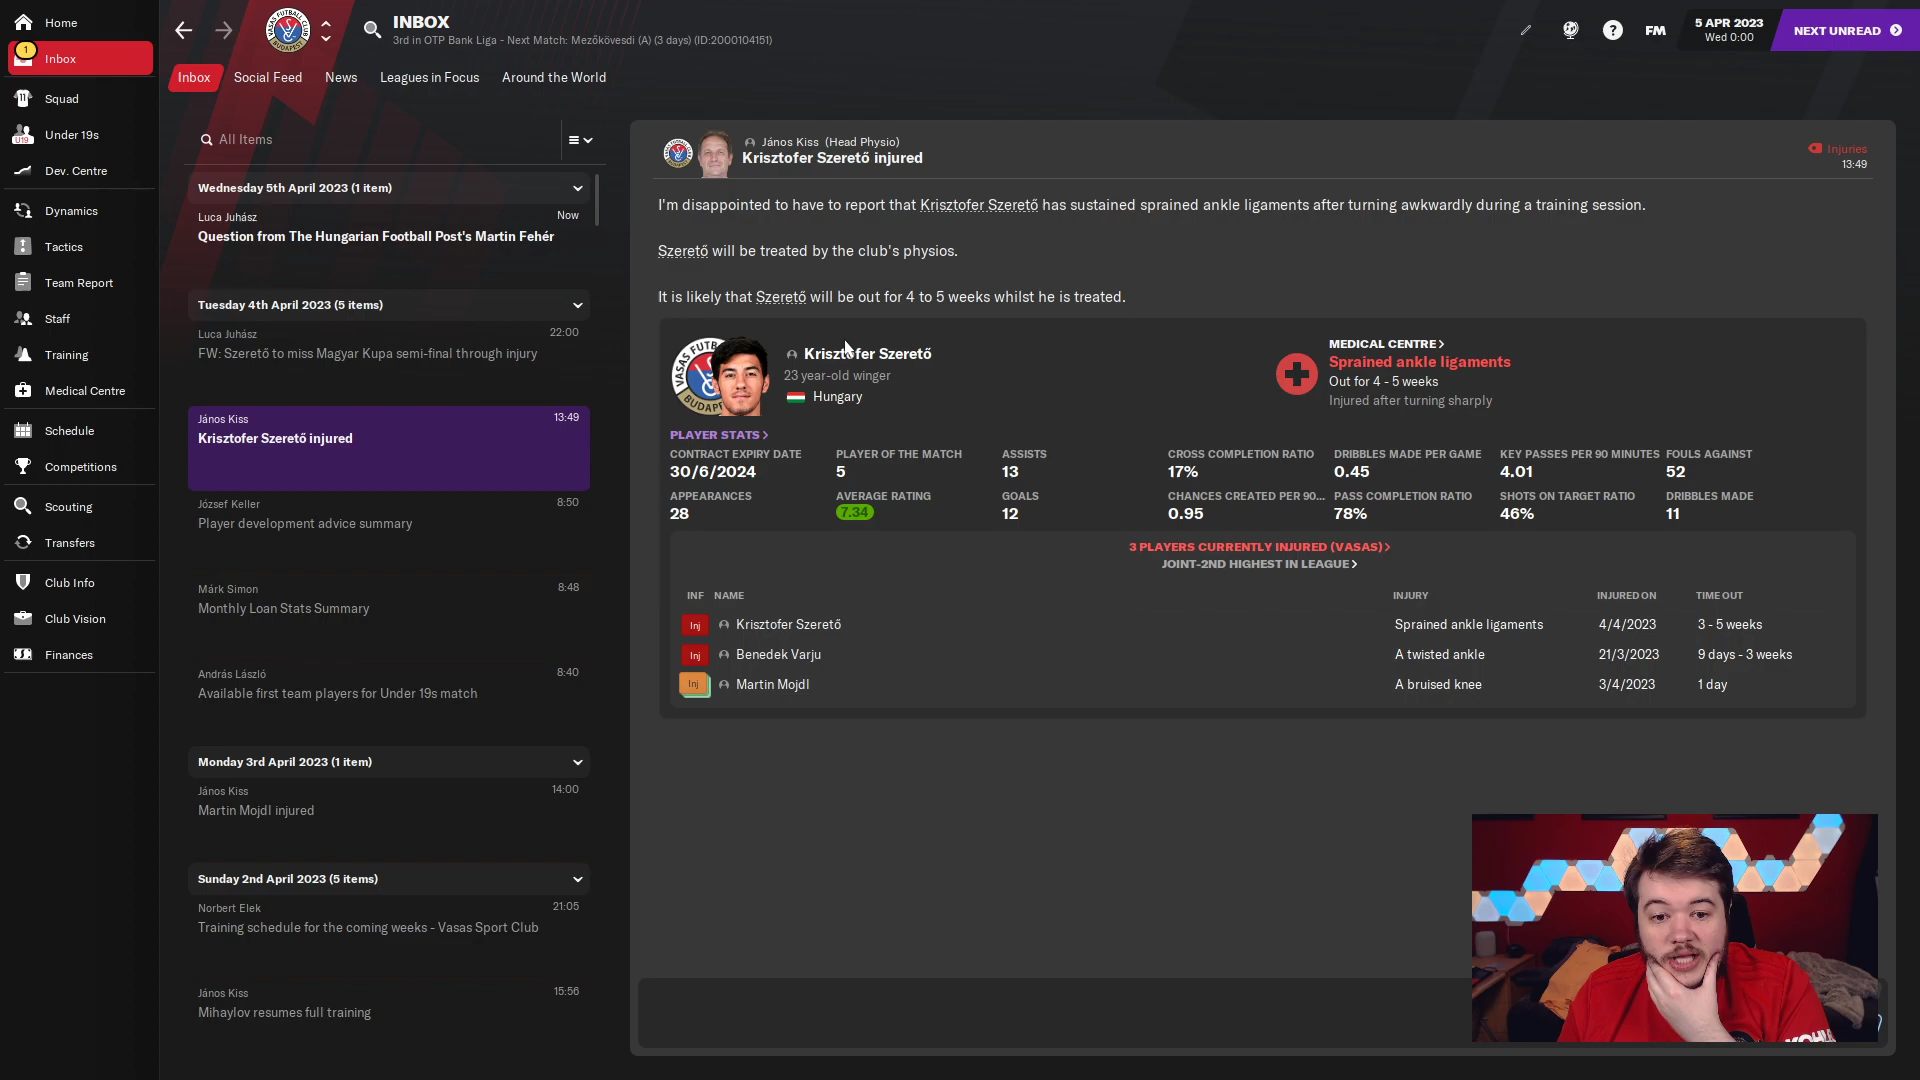 Home
1
Inbox
Squad
Under 19s
Dev. Centre
Dynamics
Tactics
Team Report
Staff
Training
Medical Centre
Schedule
Competitions
Scouting
Transfers
Club Info
Club Vision
Finances
INBOX
3rd in OTP Bank Liga - Next Match: Mezőkövesdi (A) (3 days) (ID:2000104151)
FM
5 APR 2023
Wed 0:00
NEXT UNREAD
Inbox
Social Feed
News
Leagues in Focus
Around the World
All Items
Wednesday 5th April 2023 (1 item)
Luca Juhász
Now
Question from The Hungarian Football Post's Martin Fehér
Tuesday 4th April 2023 (5 items)
Luca Juhász
22:00
FW: Szerető to miss Magyar Kupa semi-final through injury
János Kiss
13:49
Krisztofer Szerető injured
József Keller
8:50
Player development advice summary
Márk Simon
8:48
Monthly Loan Stats Summary
András László
8:40
Available first team players for Under 19s match
Monday 3rd April 2023 (1 item)
János Kiss
14:00
Martin Mojdl injured
Sunday 2nd April 2023 (5 items)
Norbert Elek
21:05
Training schedule for the coming weeks - Vasas Sport Club
János Kiss
15:56
Mihaylov resumes full training
János Kiss (Head Physio)
Krisztofer Szerető injured
Injuries
13:49
I'm disappointed to have to report that Krisztofer Szerető has sustained sprained ankle ligaments after turning awkwardly during a training session.
Szerető will be treated by the club's physios.
It is likely that Szerető will be out for 4 to 5 weeks whilst he is treated.
Krisztofer Szerető
23 year-old winger
Hungary
MEDICAL CENTRE >
Sprained ankle ligaments
Out for 4 - 5 weeks
Injured after turning sharply
PLAYER STATS >
CONTRACT EXPIRY DATE
30/6/2024
PLAYER OF THE MATCH
5
ASSISTS
13
CROSS COMPLETION RATIO
17%
DRIBBLES MADE PER GAME
0.45
KEY PASSES PER 90 MINUTES
4.01
FOULS AGAINST
52
APPEARANCES
28
AVERAGE RATING
7.34
GOALS
12
CHANCES CREATED PER 90...
0.95
PASS COMPLETION RATIO
78%
SHOTS ON TARGET RATIO
46%
DRIBBLES MADE
11
3 PLAYERS CURRENTLY INJURED (VASAS) >
JOINT-2ND HIGHEST IN LEAGUE >
INF NAME INJURY INJURED ON TIME OUT
Inj Krisztofer Szerető Sprained ankle ligaments 4/4/2023 3 - 5 weeks
Inj Benedek Varju A twisted ankle 21/3/2023 9 days - 3 weeks
Inj Martin Mojdl A bruised knee 3/4/2023 1 day